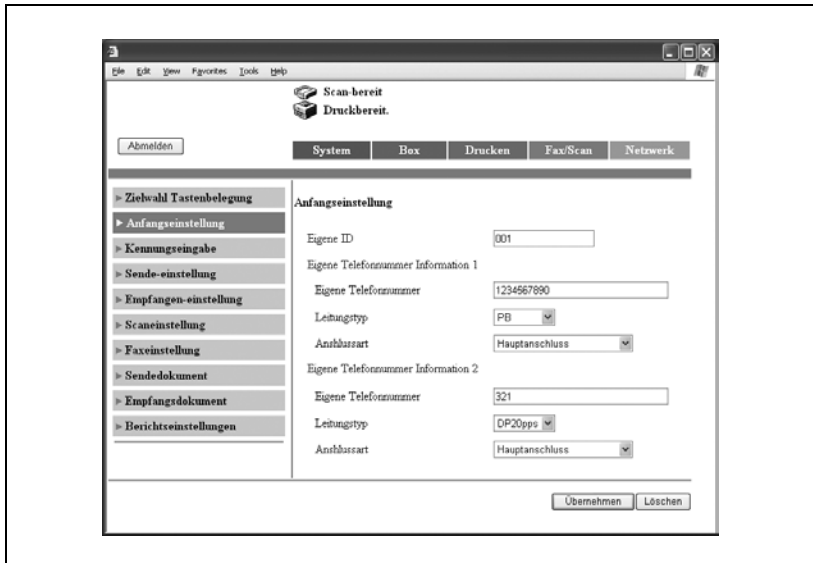 File Edit View Favorites Tools Help
Scan-bereit
Druckbereit.
Abmelden
System Box Drucken Fax/Scan Netzwerk
Zielwahl Tastenbelegung
Anfangseinstellung
Kennungseingabe
Sende-einstellung
Empfangen-einstellung
Scaneinstellung
Faxeinstellung
Sendedokument
Empfangsdokument
Berichtseinstellungen
Anfangseinstellung
Eigene ID 001
Eigene Telefonnummer Information 1
Eigene Telefonnummer 1234567890
Leitungstyp PB
Anshlussart Hauptanschluss
Eigene Telefonnummer Information 2
Eigene Telefonnummer 321
Leitungstyp DP20pps
Anshlussart Hauptanschluss
Übernehmen Löschen